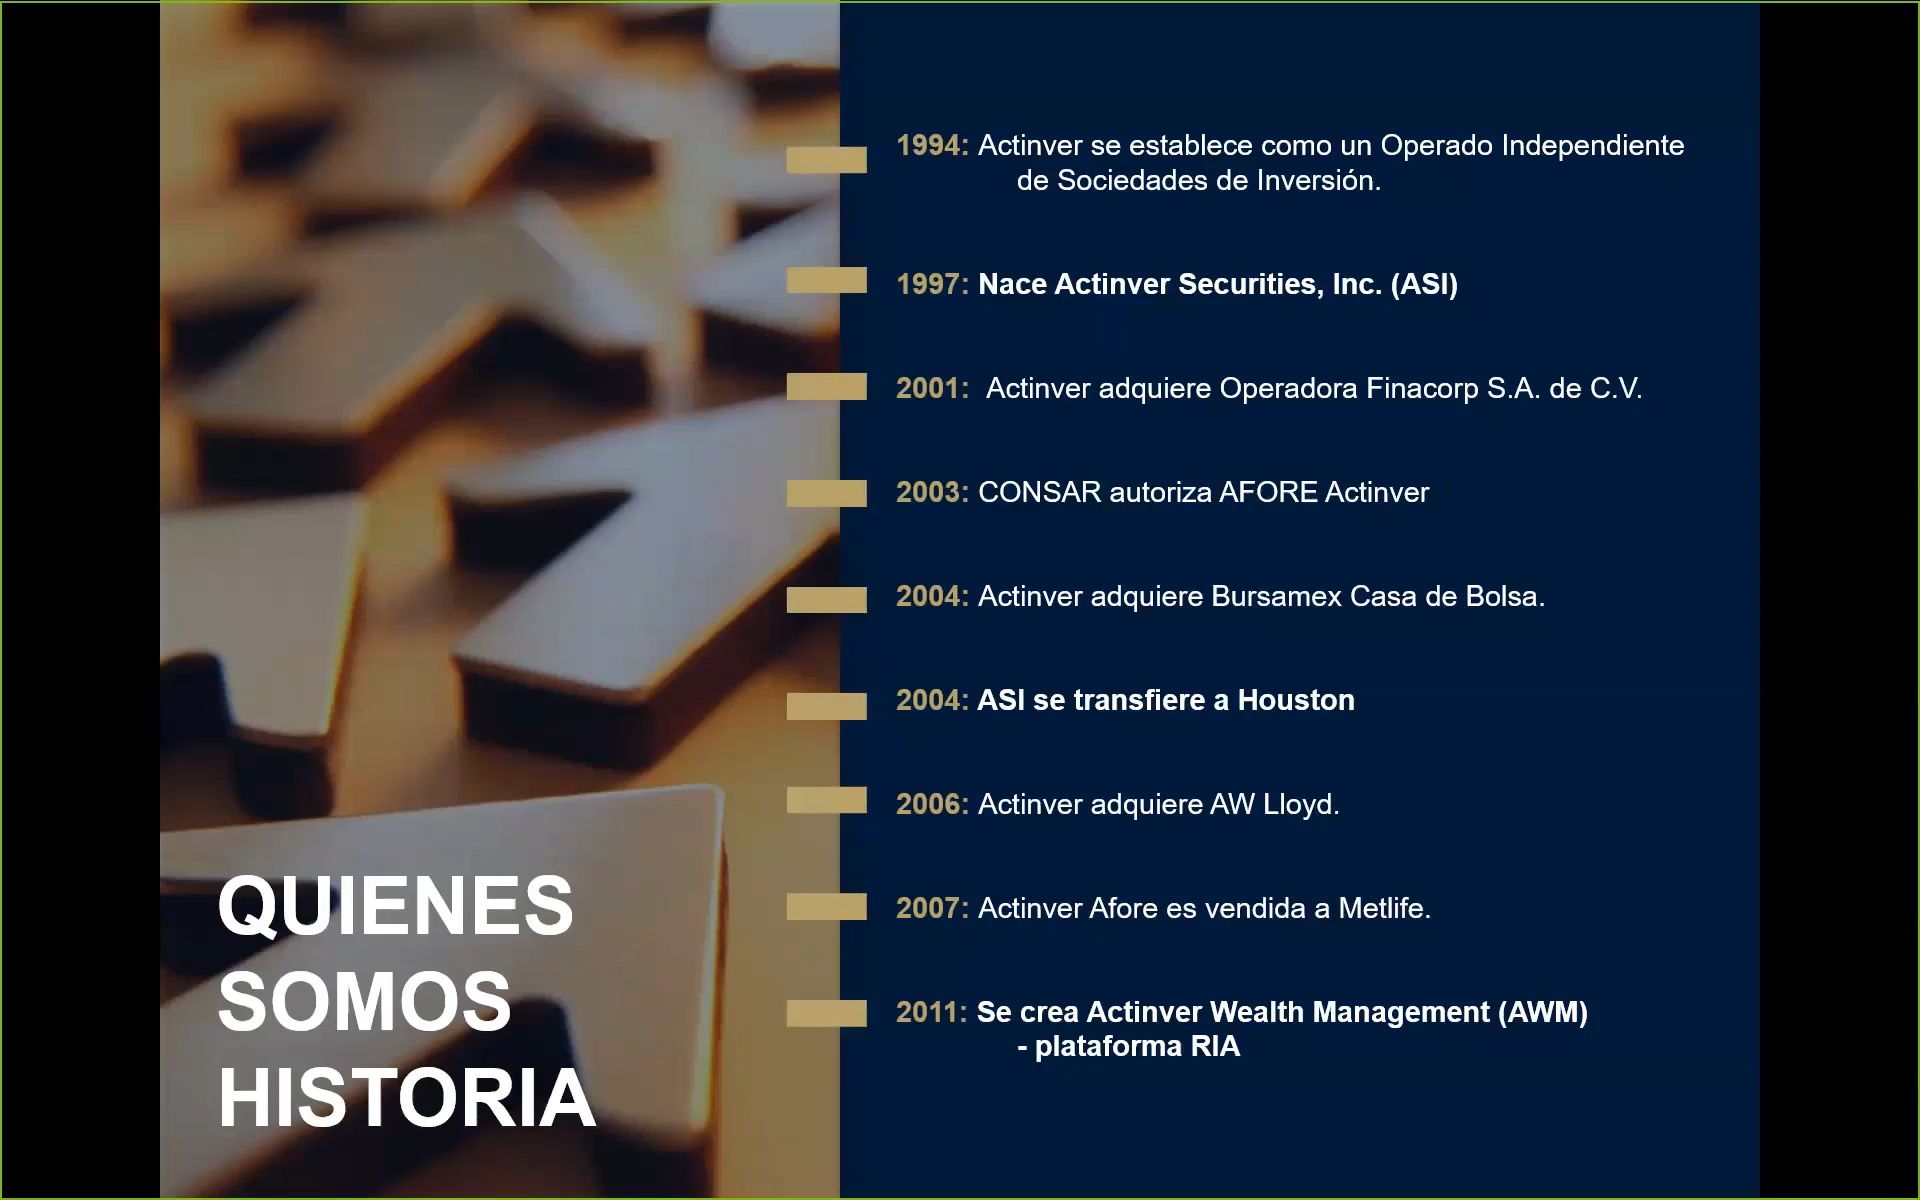 QUIENES
SOMOS
HISTORIA
1994: Actinver se establece como un Operado Independiente
de Sociedades de Inversión.
1997: Nace Actinver Securities, Inc. (ASI)
2001: Actinver adquiere Operadora Finacorp S.A. de C.V.
2003: CONSAR autoriza AFORE Actinver
2004: Actinver adquiere Bursamex Casa de Bolsa.
2004: ASI se transfiere a Houston
2006: Actinver adquiere AW Lloyd.
2007: Actinver Afore es vendida a Metlife.
2011: Se crea Actinver Wealth Management (AWM)
- plataforma RIA